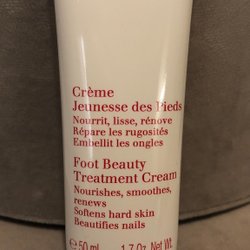 Crème
Jeunesse des Pieds
Nourrit, lisse, rénove
Répare les rugosités
Embellit les ongles
Foot Beauty
Treatment Cream
Nourishes, smoothes,
renews
Softens hard skin
Beautifies nails
℮ 50 ml 1.7 Oz. Net Wt.